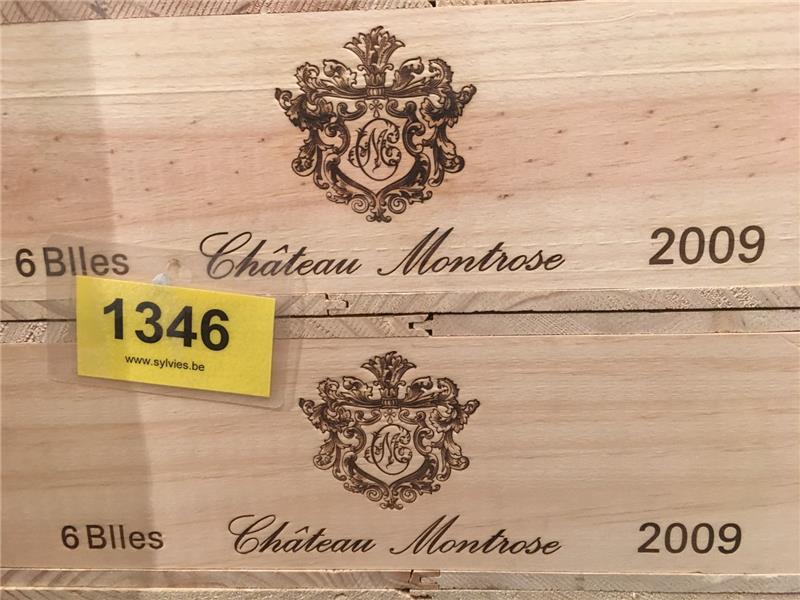 6 Blles Château Montrose 2009
1346
www.sylvies.be
6 Blles Château Montrose 2009